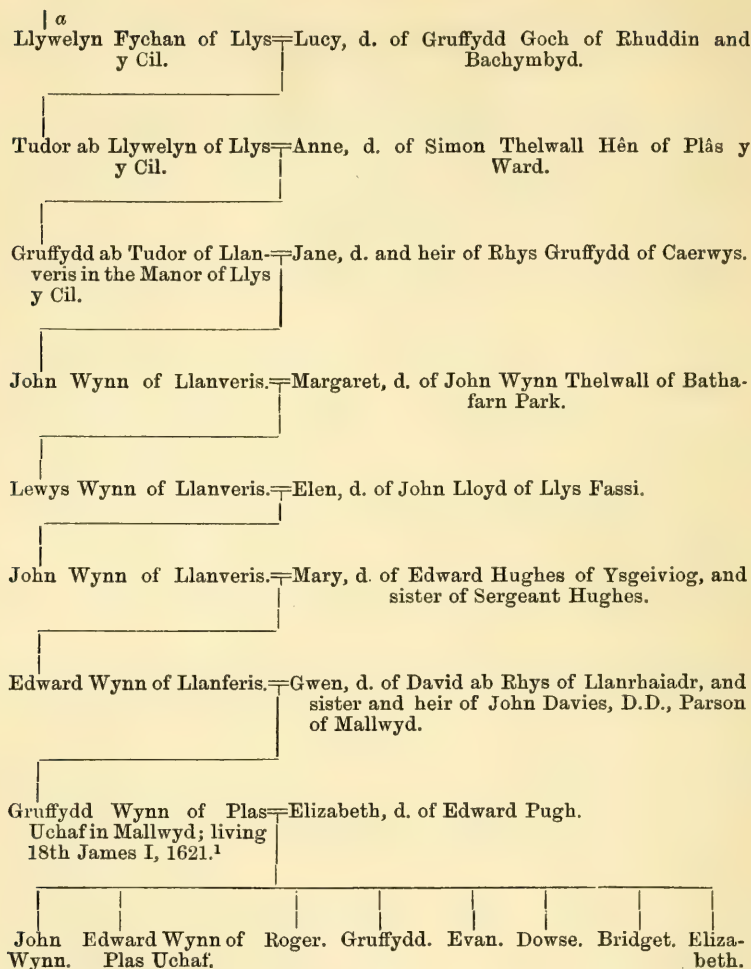 a
Llywelyn Fychan of Llys╤Lucy, d. of Gruffydd Goch of Rhuddin and
y Cil. Bachymbyd.
Tudor ab Llywelyn of Llys╤Anne, d. of Simon Thelwall Hên of Plâs y
y Cil. Ward.
Gruffydd ab Tudor of Llan-╤Jane, d. and heir of Rhys Gruffydd of Caerwys.
veris in the Manor of Llys
y Cil.
John Wynn of Llanveris.╤Margaret, d. of John Wynn Thelwall of Batha-
farn Park.
Lewys Wynn of Llanveris.╤Elen, d. of John Lloyd of Llys Fassi.
John Wynn of Llanveris.╤Mary, d. of Edward Hughes of Ysgeiviog, and
sister of Sergeant Hughes.
Edward Wynn of Llanferis.╤Gwen, d. of David ab Rhys of Llanrhaiadr, and
sister and heir of John Davies, D.D., Parson
of Mallwyd.
Gruffydd Wynn of Plas╤Elizabeth, d. of Edward Pugh.
Uchaf in Mallwyd; living
18th James I, 1621.¹
John Edward Wynn of Roger. Gruffydd. Evan. Dowse. Bridget. Eliza-
Wynn. Plas Uchaf. beth.